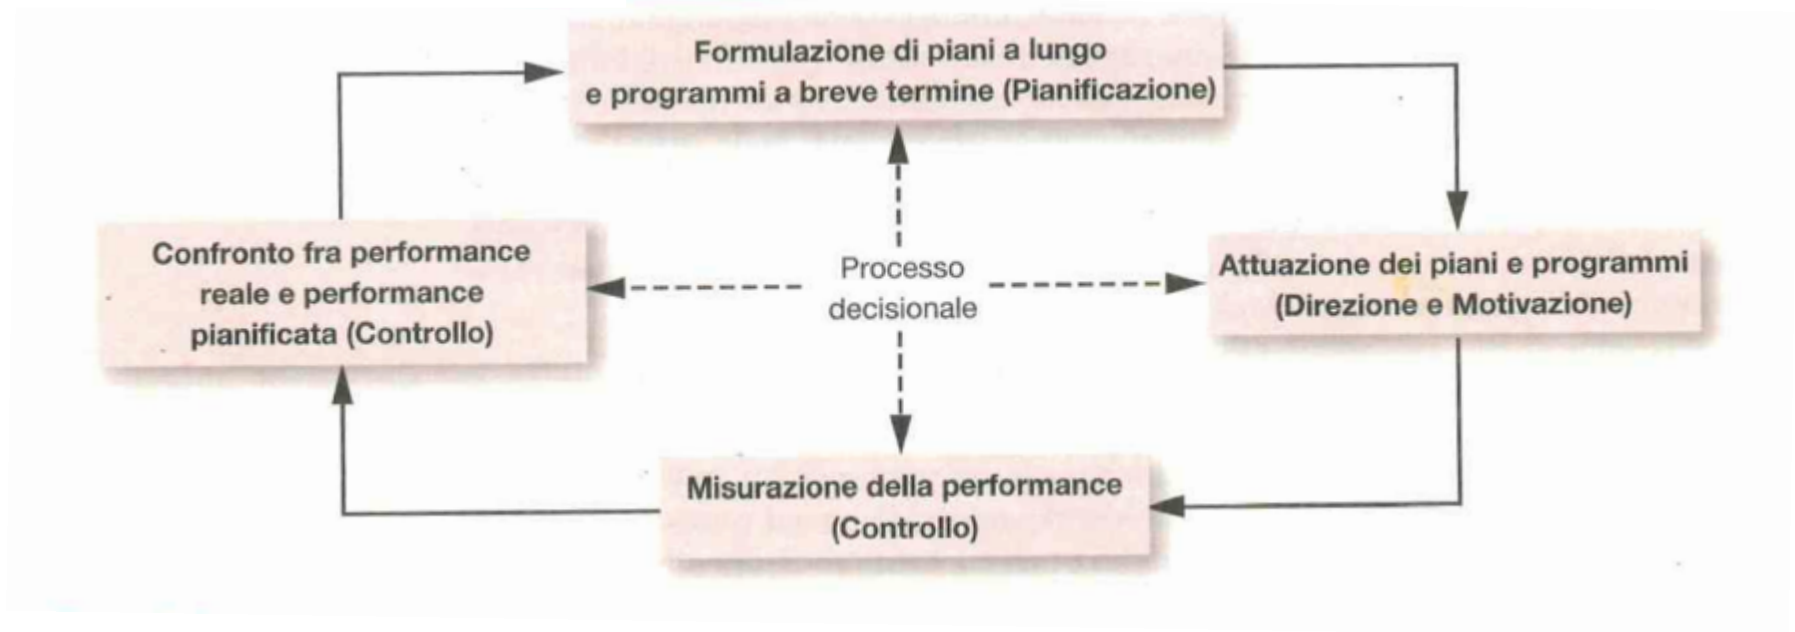 Formulazione di piani a lungo
e programmi a breve termine (Pianificazione)
Confronto fra performance
reale e performance
pianificata (Controllo)
Processo
decisionale
Attuazione dei piani e programmi
(Direzione e Motivazione)
Misurazione della performance
(Controllo)